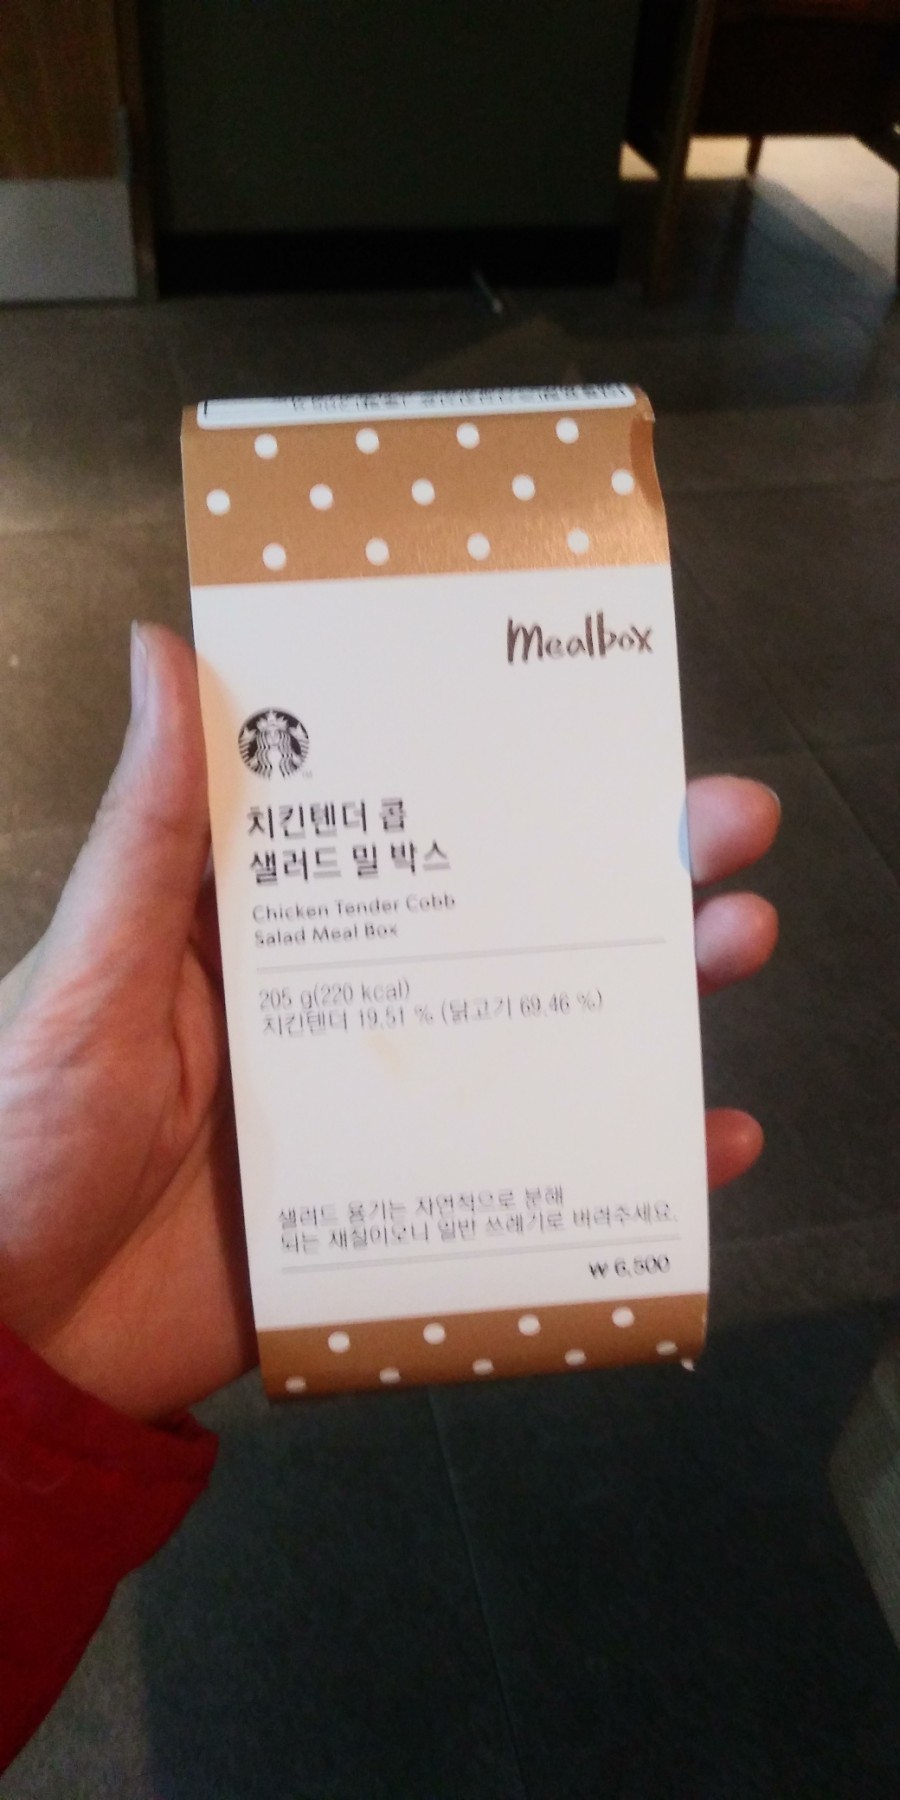 Mealbox
치킨텐더 콥
샐러드 밀 박스
Chicken Tender Cobb
Salad Meal Box
205 g(220 kcal)
치킨텐더 19.51 % (닭고기 69.46 %)
샐러드 용기는 자연적으로 분해
되는 재질이오니 일반 쓰레기로 버려주세요.
₩ 6,500